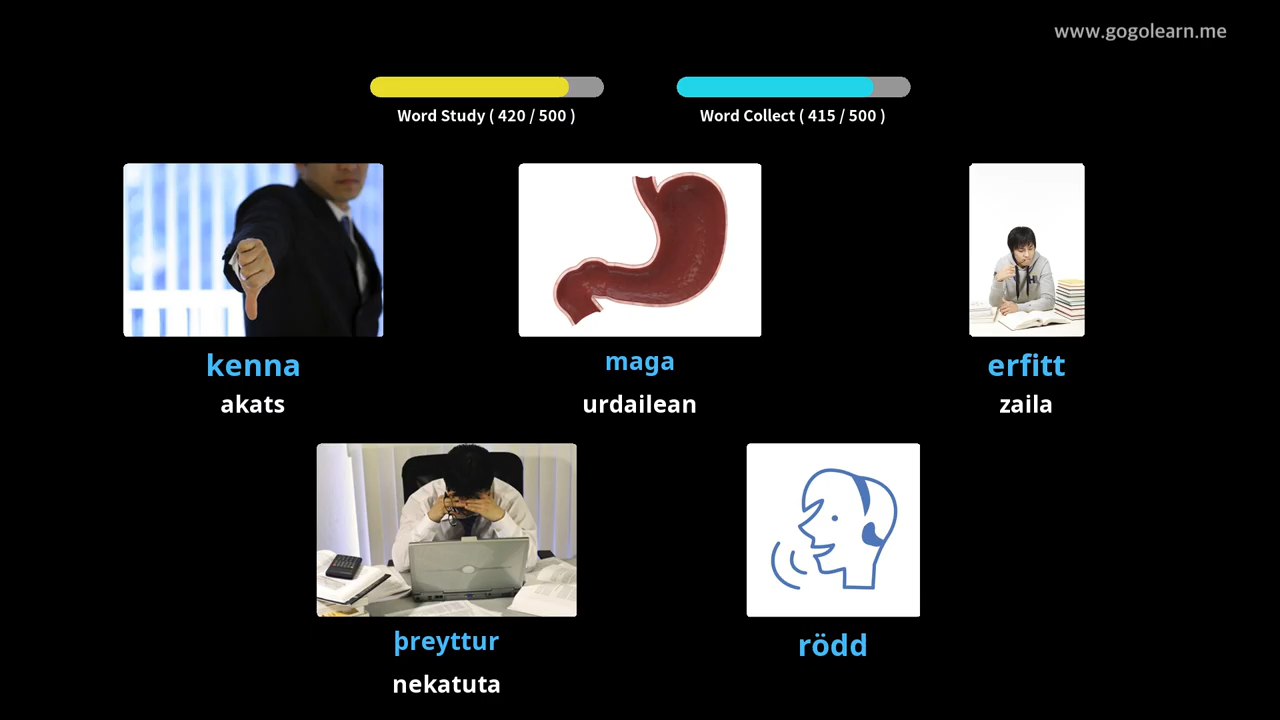 www.gogolearn.me
Word Study ( 420 / 500 )
Word Collect ( 415 / 500 )
kenna
akats
maga
urdailean
erfitt
zaila
þreyttur
nekatuta
rödd